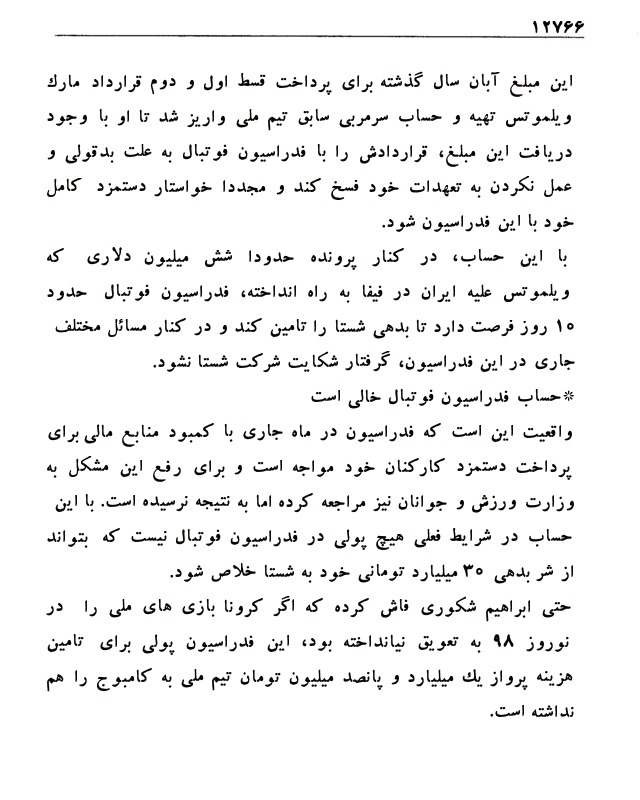 ۱۲۷۶۶
این مبلغ آبان سال گذشته برای پرداخت قسط اول و دوم قرارداد مارك
ویلموتس تهیه و حساب سرمربی سابق تیم ملی واریز شد تا او با وجود
دریافت این مبلغ، قراردادش را با فدراسیون فوتبال به علت بدقولی و
عمل نکردن به تعهدات خود فسخ کند و مجددا خواستار دستمزد کامل
خود با این فدراسیون شود.
با این حساب، در کنار پرونده حدودا شش میلیون دلاری که
ویلموتس علیه ایران در فیفا به راه انداخته، فدراسیون فوتبال حدود
۱۰ روز فرصت دارد تا بدهی شستا را تامین کند و در کنار مسائل مختلف
جاری در این فدراسیون، گرفتار شکایت شرکت شستا نشود.
*حساب فدراسیون فوتبال خالی است
واقعیت این است که فدراسیون در ماه جاری با کمبود منابع مالی برای
پرداخت دستمزد کارکنان خود مواجه است و برای رفع این مشکل به
وزارت ورزش و جوانان نیز مراجعه کرده اما به نتیجه نرسیده است. با این
حساب در شرایط فعلی هیچ پولی در فدراسیون فوتبال نیست که بتواند
از شر بدهی ۳۰ میلیارد تومانی خود به شستا خلاص شود.
حتی ابراهیم شکوری فاش کرده که اگر کرونا بازی های ملی را در
نوروز ۹۸ به تعویق نیانداخته بود، این فدراسیون پولی برای تامین
هزینه پرواز یك میلیارد و پانصد میلیون تومان تیم ملی به کامبوج را هم
نداشته است.